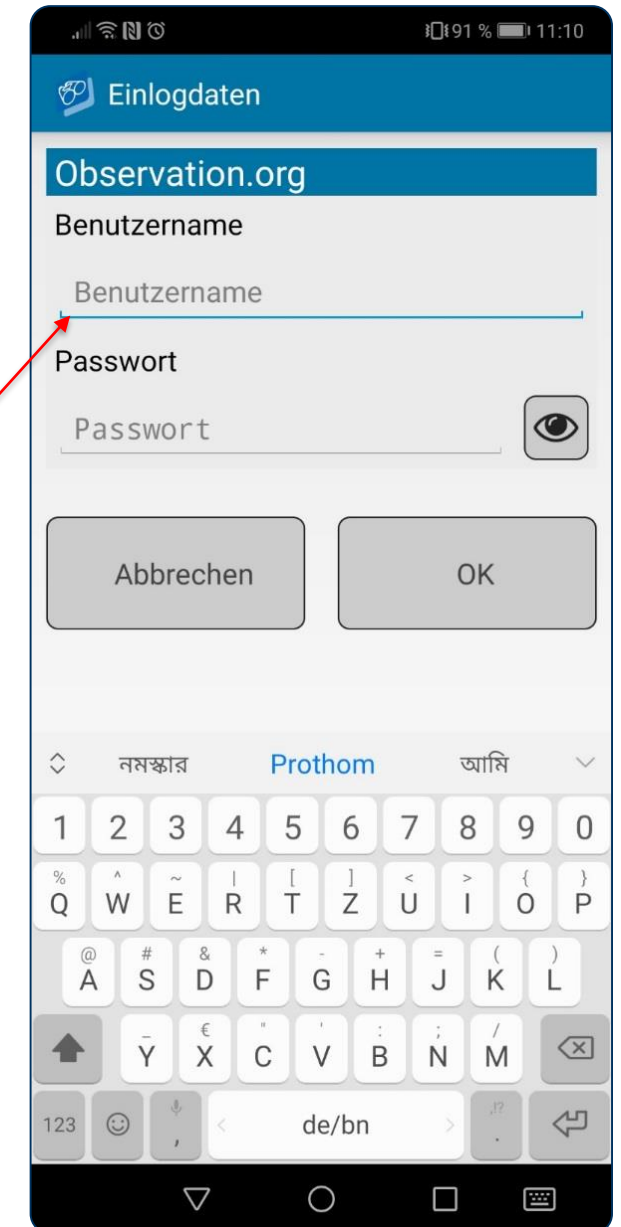 91 % 11:10
Einlogdaten
Observation.org
Benutzername
Benutzername
Passwort
Passwort
Abbrechen OK
নমস্কার Prothom আমি
1 2 3 4 5 6 7 8 9 0
% ^ ~ | [ ] < > { }
Q W E R T Z U I O P
@ # & * - + = ( )
A S D F G H J K L
_ € " ' : ; /
Y X C V B N M
123 , < de/bn > ,!? .